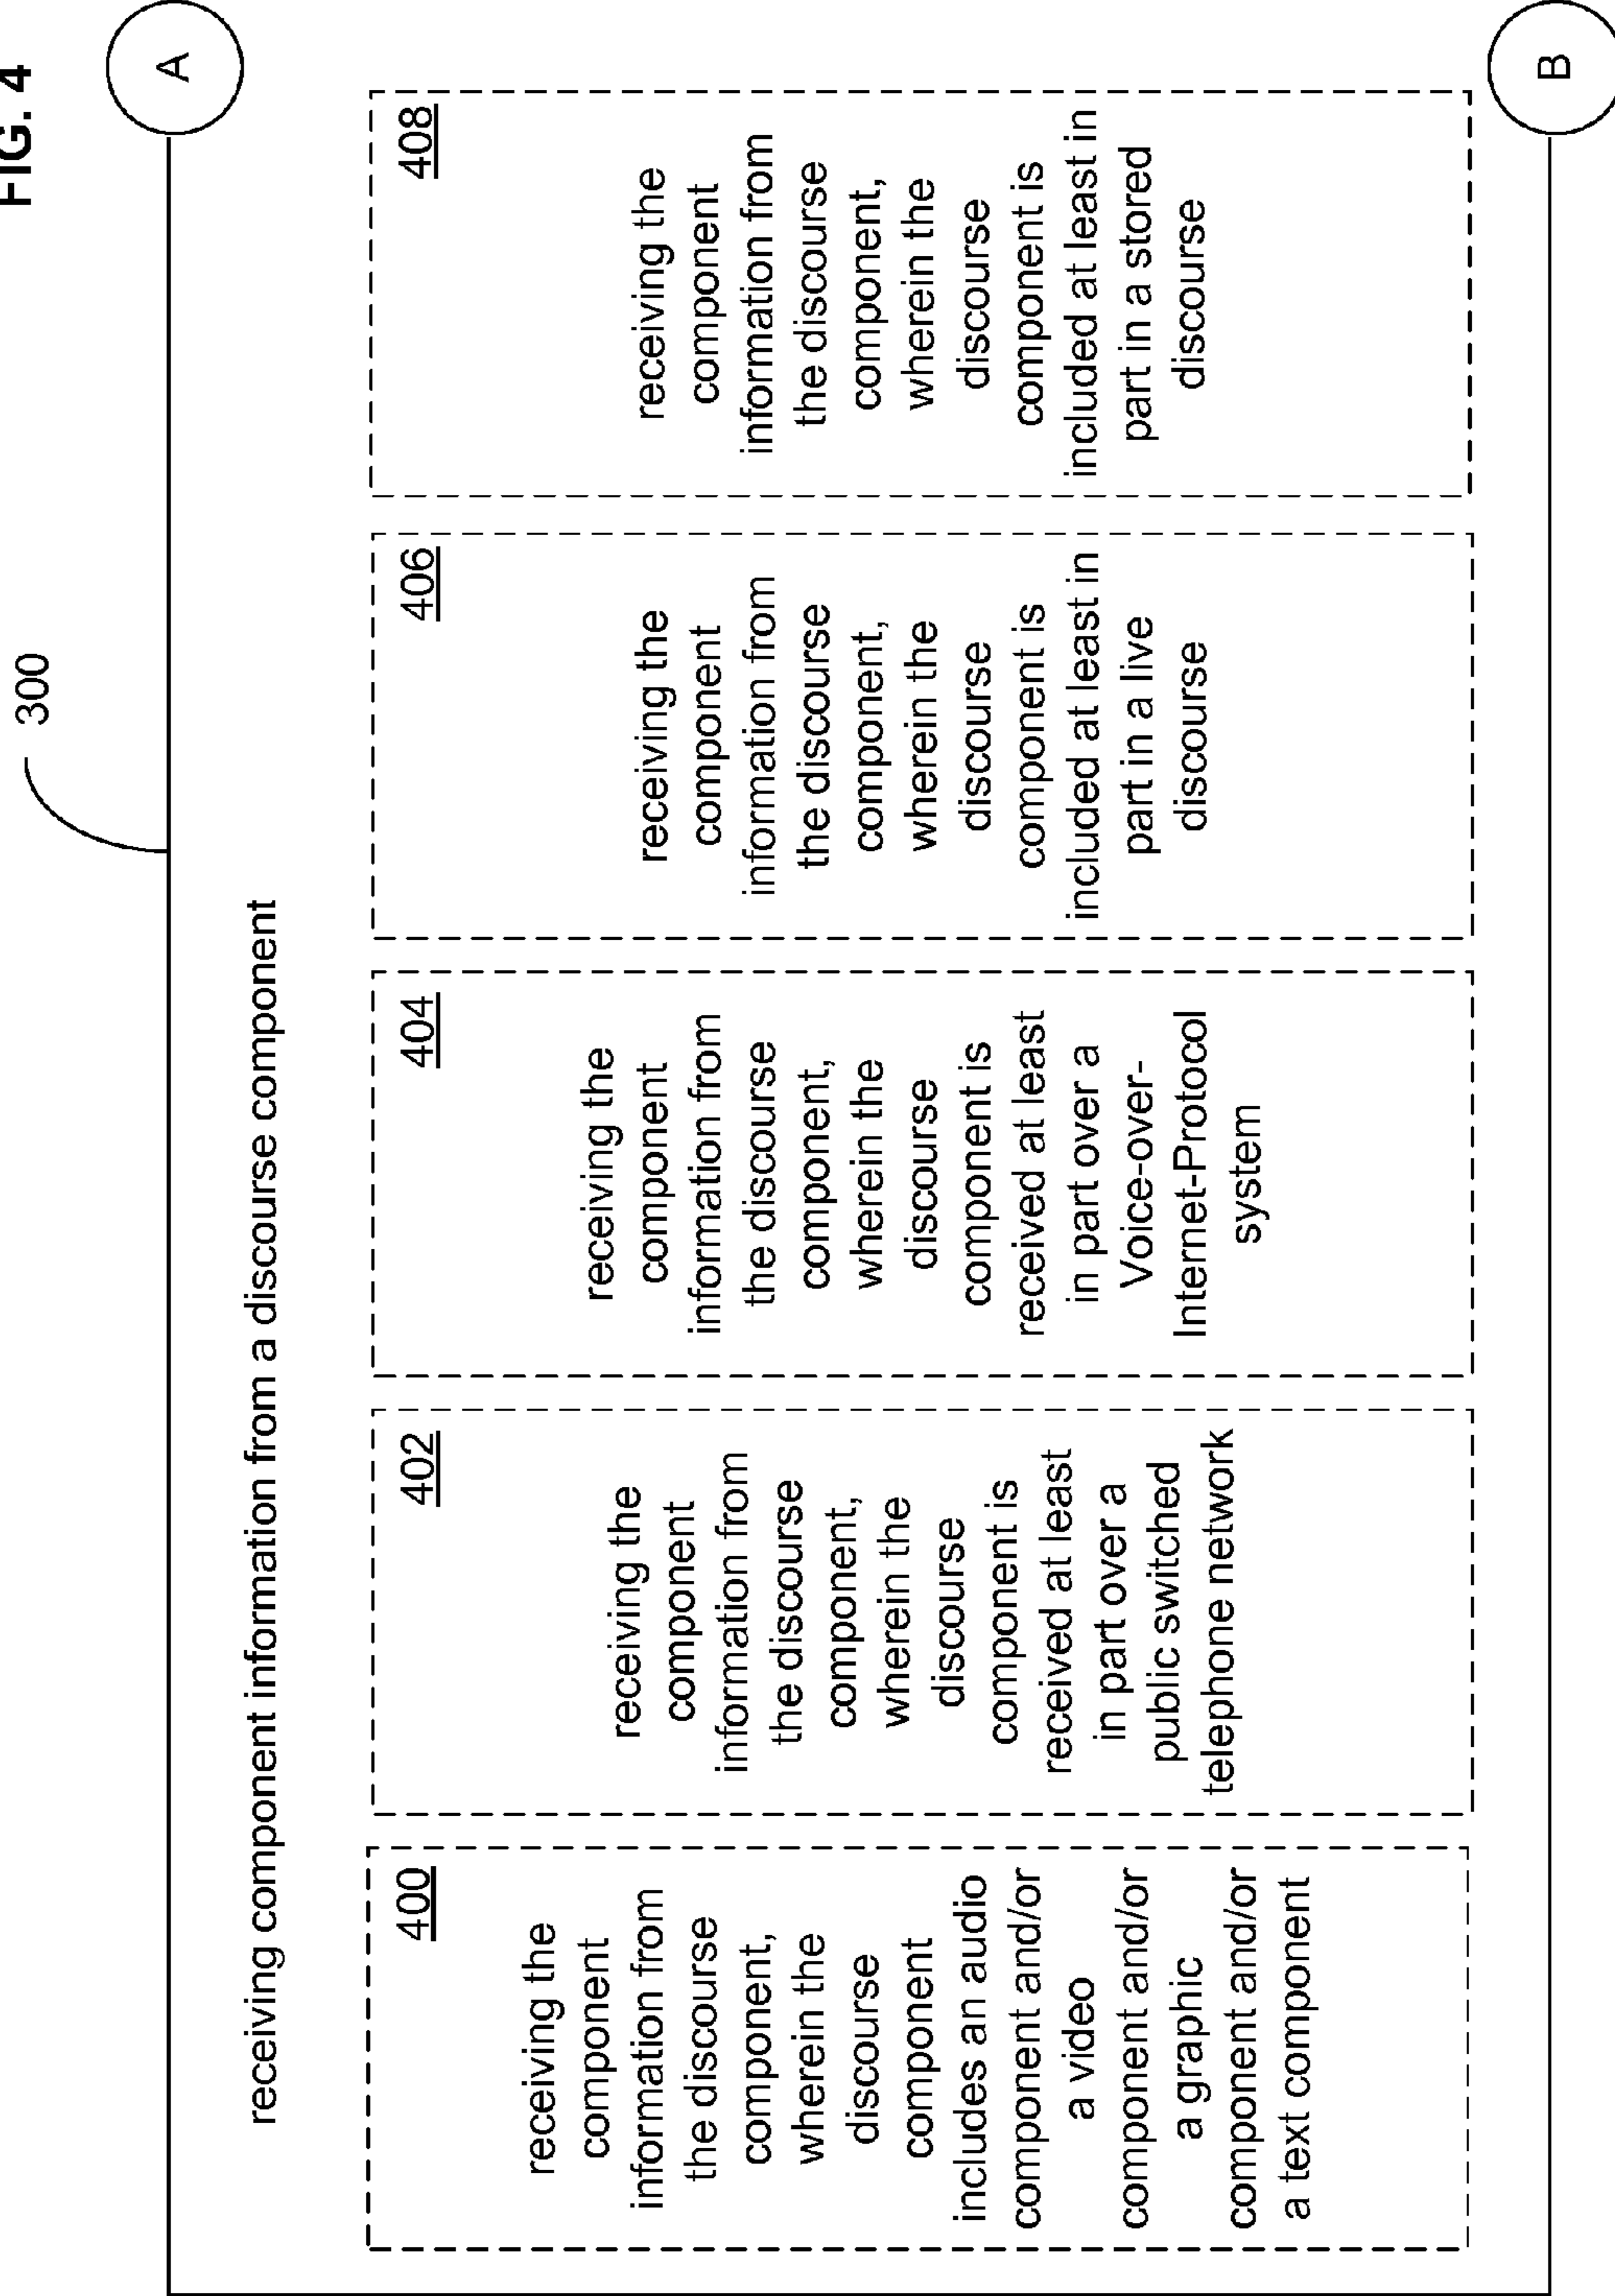 FIG. 4
300
A
receiving component information from a discourse component
400
receiving the
component
information from
the discourse
component,
wherein the
discourse
component
includes an audio
component and/or
a video
component and/or
a graphic
component and/or
a text component
402
receiving the
component
information from
the discourse
component,
wherein the
discourse
component is
received at least
in part over a
public switched
telephone network
404
receiving the
component
information from
the discourse
component,
wherein the
discourse
component is
received at least
in part over a
Voice-over-
Internet-Protocol
system
406
receiving the
component
information from
the discourse
component,
wherein the
discourse
component is
included at least in
part in a live
discourse
408
receiving the
component
information from
the discourse
component,
wherein the
discourse
component is
included at least in
part in a stored
discourse
B